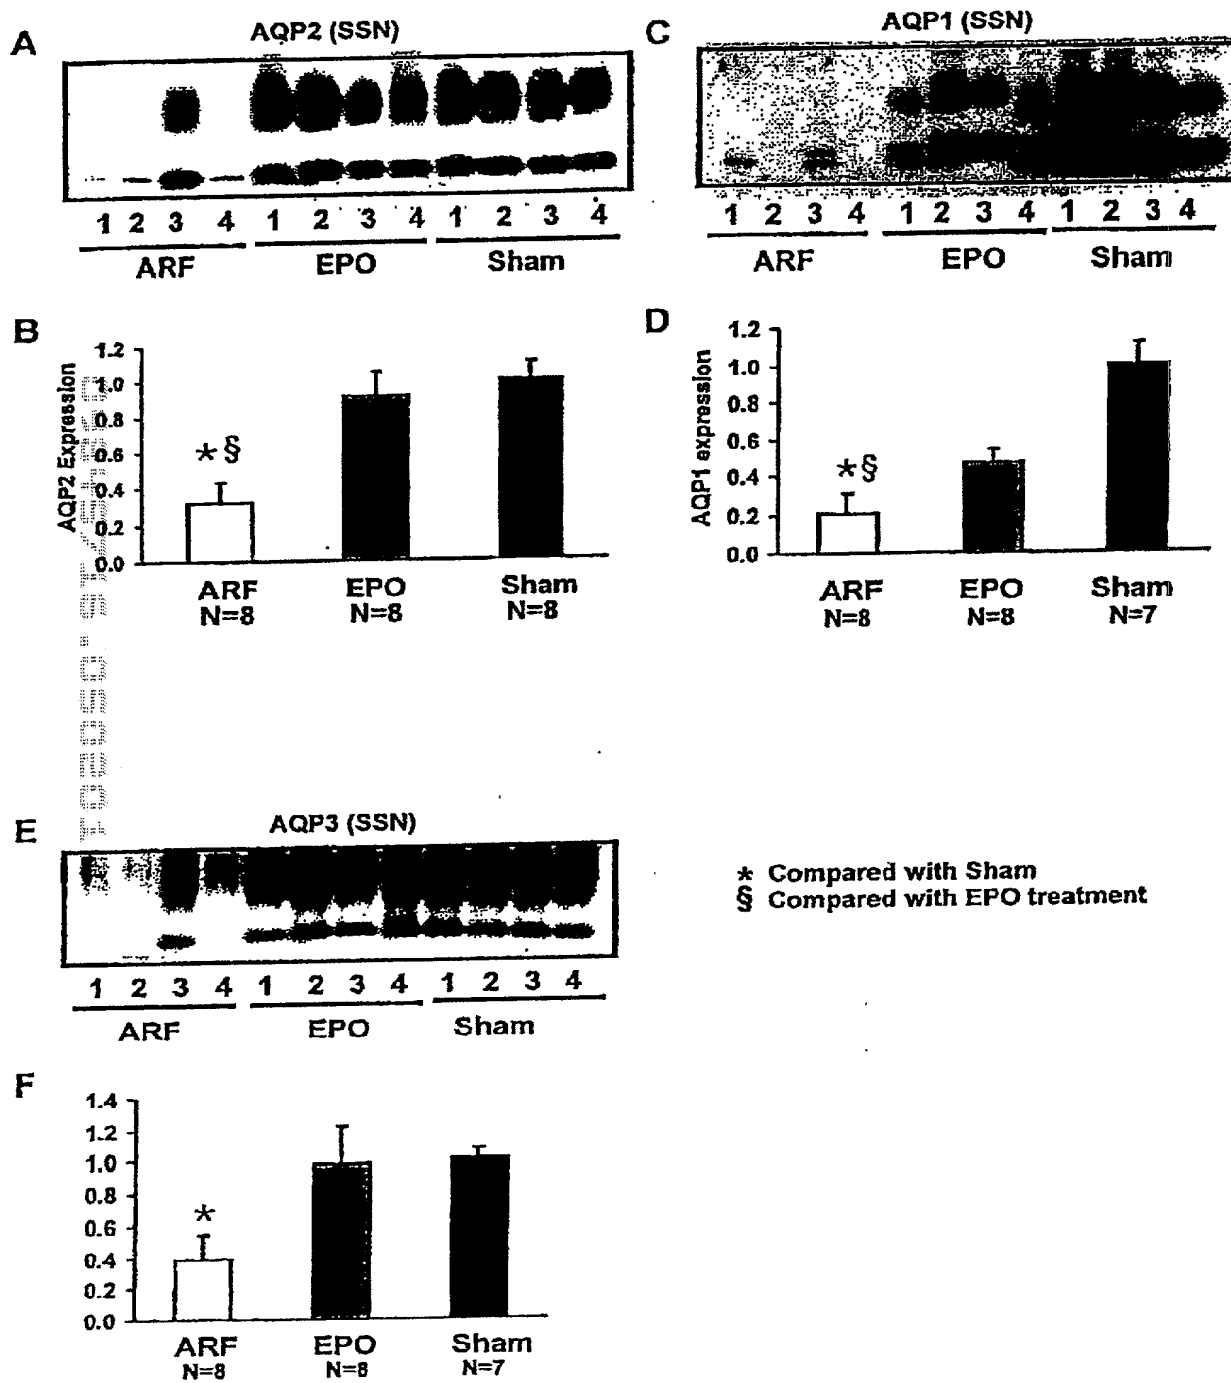 A
AQP2 (SSN)
1 2 3 4 1 2 3 4 1 2 3 4
ARF EPO Sham
B
AQP2 Expression
1.2
1.0
0.8
0.6
0.4
0.2
0.0
* §
ARF EPO Sham
N=8 N=8 N=8
C
AQP1 (SSN)
1 2 3 4 1 2 3 4 1 2 3 4
ARF EPO Sham
D
AQP1 expression
1.2
1.0
0.8
0.6
0.4
0.2
0.0
*§
ARF EPO Sham
N=8 N=8 N=7
E
AQP3 (SSN)
1 2 3 4 1 2 3 4 1 2 3 4
ARF EPO Sham
* Compared with Sham
§ Compared with EPO treatment
F
1.4
1.2
1.0
0.8
0.6
0.4
0.2
0.0
*
ARF EPO Sham
N=8 N=8 N=7